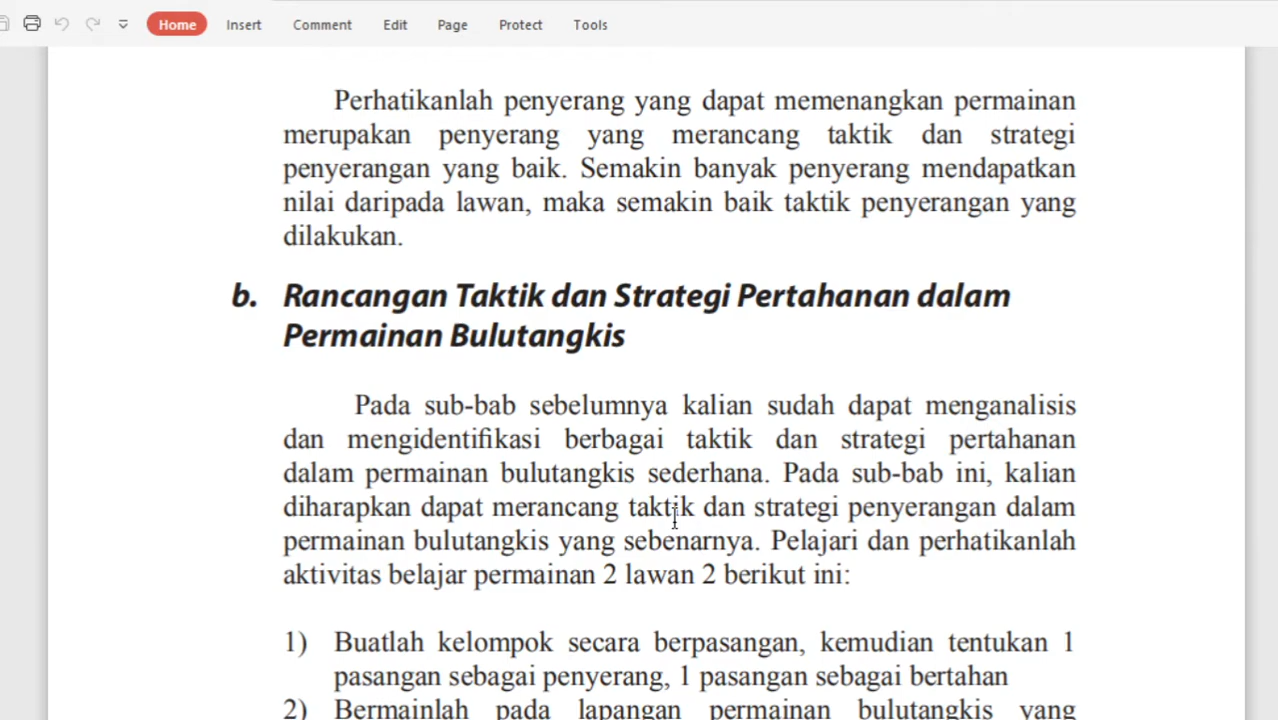 Home Insert Comment Edit Page Protect Tools
Perhatikanlah penyerang yang dapat memenangkan permainan
merupakan penyerang yang merancang taktik dan strategi
penyerangan yang baik. Semakin banyak penyerang mendapatkan
nilai daripada lawan, maka semakin baik taktik penyerangan yang
dilakukan.
b. Rancangan Taktik dan Strategi Pertahanan dalam
Permainan Bulutangkis
Pada sub-bab sebelumnya kalian sudah dapat menganalisis
dan mengidentifikasi berbagai taktik dan strategi pertahanan
dalam permainan bulutangkis sederhana. Pada sub-bab ini, kalian
diharapkan dapat merancang taktik dan strategi penyerangan dalam
permainan bulutangkis yang sebenarnya. Pelajari dan perhatikanlah
aktivitas belajar permainan 2 lawan 2 berikut ini:
1) Buatlah kelompok secara berpasangan, kemudian tentukan 1
pasangan sebagai penyerang, 1 pasangan sebagai bertahan
2) Bermainlah pada lapangan permainan bulutangkis yang